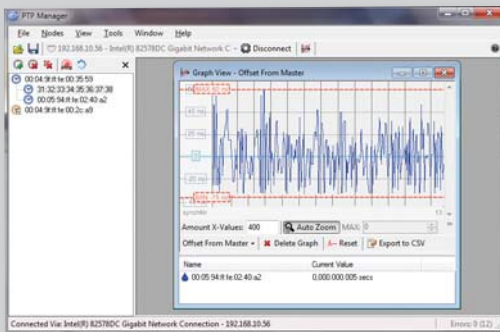 PTP Manager
File Nodes View Tools Window Help
192.168.10.56 - Intel(R) 82578DC Gigabit Network C Disconnect
00:04:9f:ff:fe:00:35:59
31:32:33:34:35:36:37:38
00:05:94:ff:fe:02:40:a2
00:04:9f:ff:fe:00:2c:a9
Graph View - Offset From Master
Amount X-Values: 400 Auto Zoom MAX: 0
Offset From Master Delete Graph Reset Export to CSV
Name Current Value
00:05:94:ff:fe:02:40:a2 0,000.000.005 secs
Connected Via: Intel(R) 82578DC Gigabit Network Connection - 192.168.10.56 Errors: 0 (12)